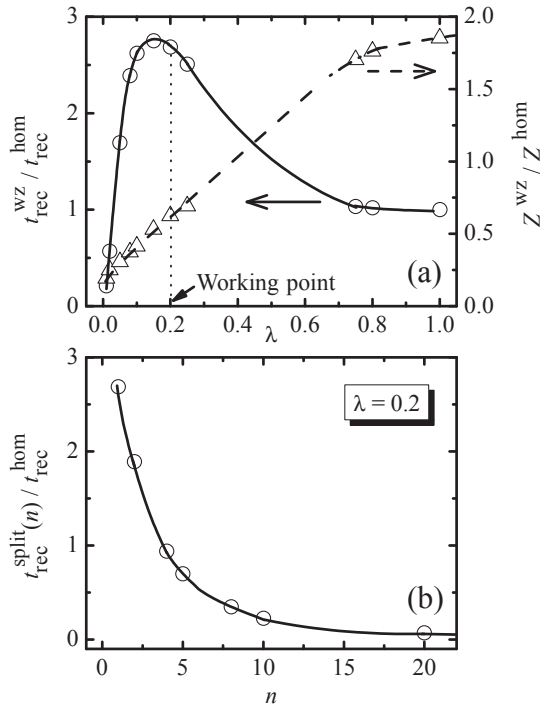 3
2
1
0
t_rec^wz / t_rec^hom
2.0
1.5
1.0
0.5
0.0
Z^wz / Z^hom
(a)
Working point
0.0 0.2 0.4 0.6 0.8 1.0
λ
3
2
1
0
t_rec^split(n) / t_rec^hom
λ = 0.2
(b)
0 5 10 15 20
n